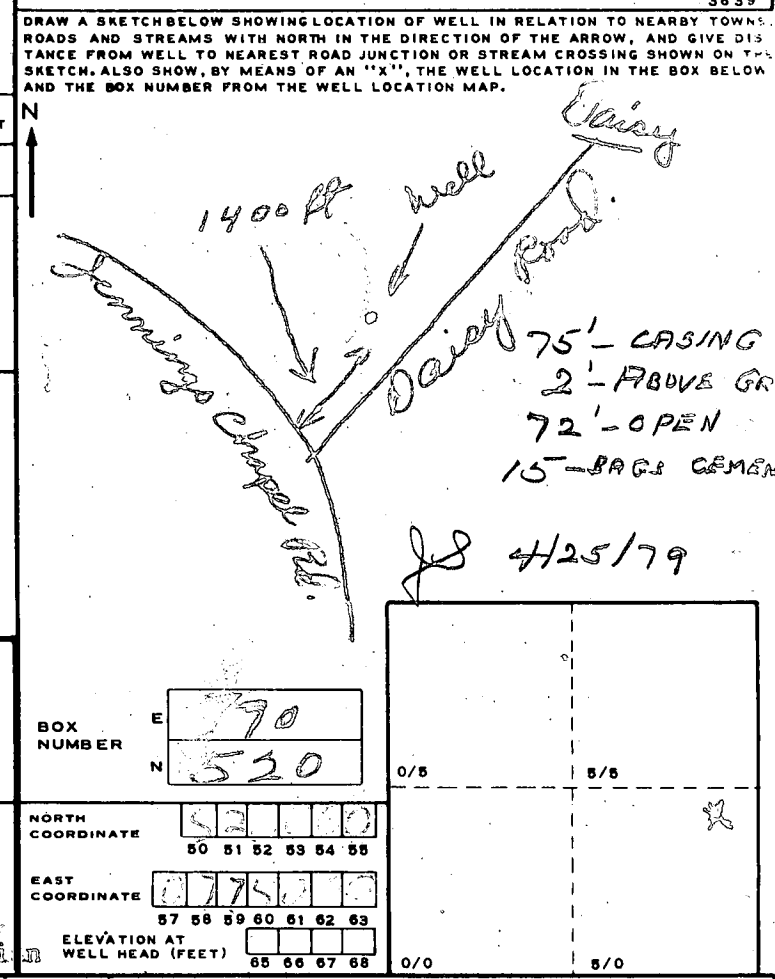 3639
DRAW A SKETCH BELOW SHOWING LOCATION OF WELL IN RELATION TO NEARBY TOWNS,
ROADS AND STREAMS WITH NORTH IN THE DIRECTION OF THE ARROW, AND GIVE DIS
TANCE FROM WELL TO NEAREST ROAD JUNCTION OR STREAM CROSSING SHOWN ON THE
SKETCH. ALSO SHOW, BY MEANS OF AN "X", THE WELL LOCATION IN THE BOX BELOW
AND THE BOX NUMBER FROM THE WELL LOCATION MAP.
N
Daisy
1400 ft
Well
Daisy Road.
Jennings Chapel Rd.
75' - CASING
2' - ABOVE GR
72' - OPEN
15 - BAGS CEMEN
JS 4/25/79
BOX NUMBER
E 770
N 520
0/5
5/5
NORTH COORDINATE
52
50 51 52 53 54 55
EAST COORDINATE
077
57 58 59 60 61 62 63
ELEVATION AT
WELL HEAD (FEET)
65 66 67 68
0/0
5/0